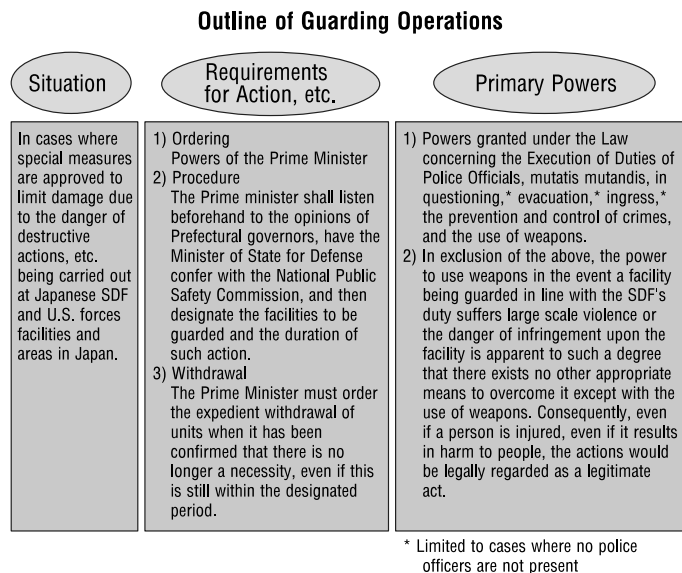 Outline of Guarding Operations
Situation
Requirements
for Action, etc.
Primary Powers
In cases where
special measures
are approved to
limit damage due
to the danger of
destructive
actions, etc.
being carried out
at Japanese SDF
and U.S. forces
facilities and
areas in Japan.
1) Ordering
Powers of the Prime Minister
2) Procedure
The Prime minister shall listen
beforehand to the opinions of
Prefectural governors, have the
Minister of State for Defense
confer with the National Public
Safety Commission, and then
designate the facilities to be
guarded and the duration of
such action.
3) Withdrawal
The Prime Minister must order
the expedient withdrawal of
units when it has been
confirmed that there is no
longer a necessity, even if this
is still within the designated
period.
1) Powers granted under the Law
concerning the Execution of Duties of
Police Officials, mutatis mutandis, in
questioning,* evacuation,* ingress,*
the prevention and control of crimes,
and the use of weapons.
2) In exclusion of the above, the power
to use weapons in the event a facility
being guarded in line with the SDF's
duty suffers large scale violence or
the danger of infringement upon the
facility is apparent to such a degree
that there exists no other appropriate
means to overcome it except with the
use of weapons. Consequently, even
if a person is injured, even if it results
in harm to people, the actions would
be legally regarded as a legitimate
act.
* Limited to cases where no police
officers are not present